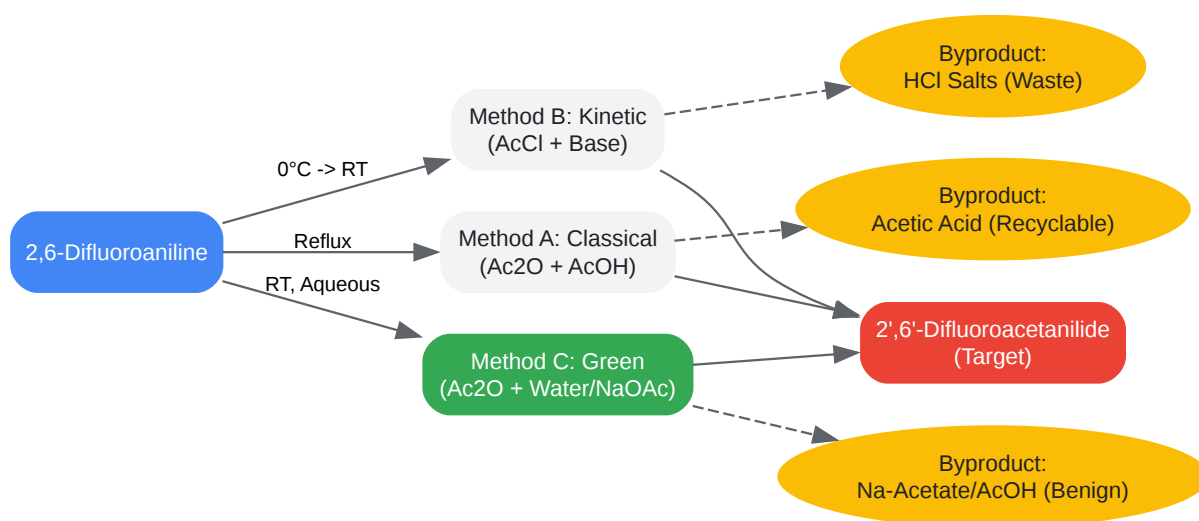 2,6-Difluoroaniline
0°C -> RT
Reflux
RT, Aqueous
Method B: Kinetic
(AcCl + Base)
Method A: Classical
(Ac2O + AcOH)
Method C: Green
(Ac2O + Water/NaOAc)
Byproduct:
HCl Salts (Waste)
Byproduct:
Acetic Acid (Recyclable)
2',6'-Difluoroacetanilide
(Target)
Byproduct:
Na-Acetate/AcOH (Benign)